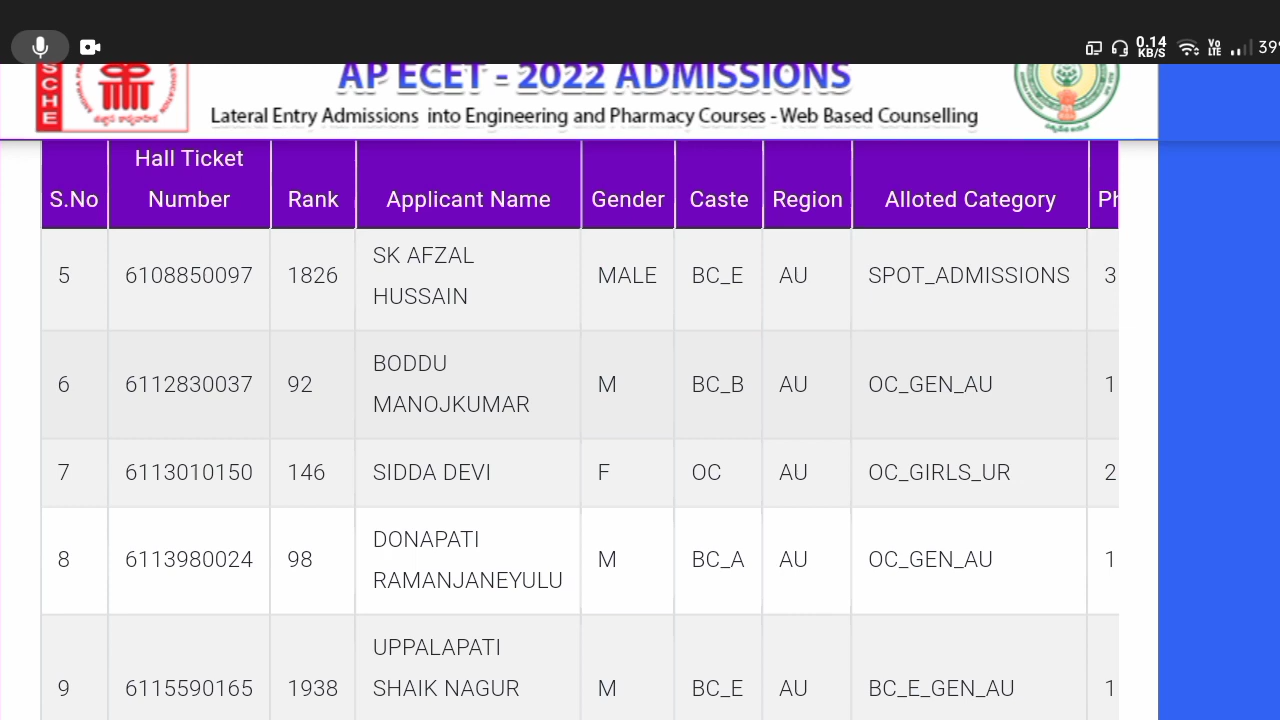 0.14
KB/S
Vo
LTE
39
SCHE
AP ECET - 2022 ADMISSIONS
Lateral Entry Admissions into Engineering and Pharmacy Courses - Web Based Counselling
S.No Hall Ticket Number Rank Applicant Name Gender Caste Region Alloted Category Ph
5 6108850097 1826 SK AFZAL HUSSAIN MALE BC_E AU SPOT_ADMISSIONS 3
6 6112830037 92 BODDU MANOJKUMAR M BC_B AU OC_GEN_AU 1
7 6113010150 146 SIDDA DEVI F OC AU OC_GIRLS_UR 2
8 6113980024 98 DONAPATI RAMANJANEYULU M BC_A AU OC_GEN_AU 1
9 6115590165 1938 UPPALAPATI SHAIK NAGUR M BC_E AU BC_E_GEN_AU 1